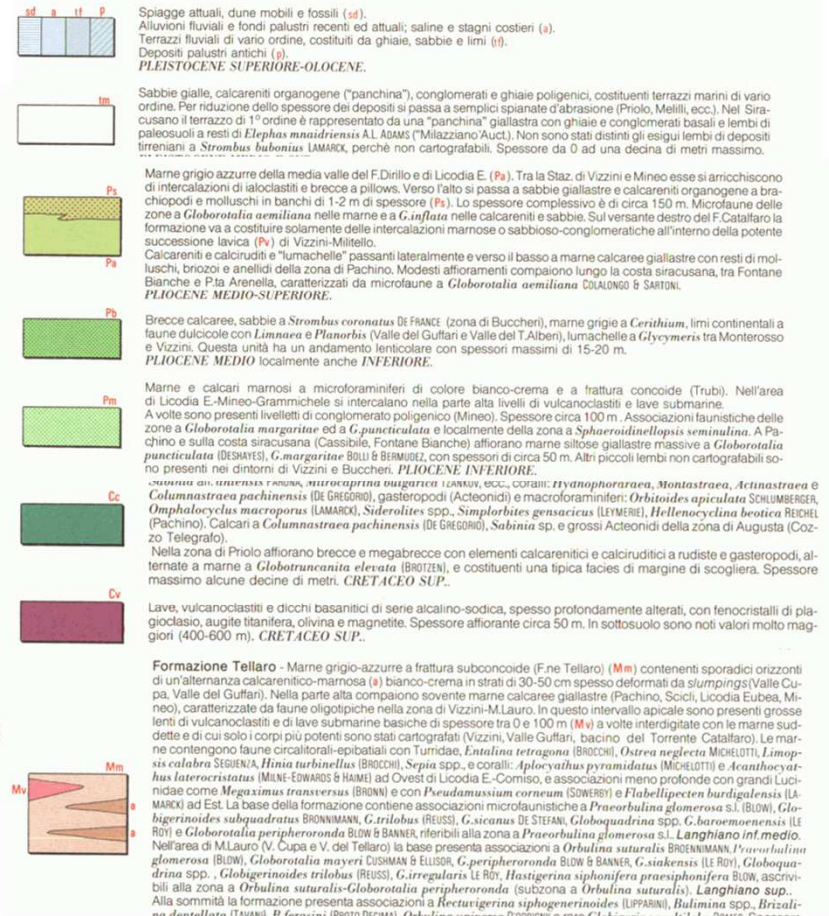 sd a tf p
Spiagge attuali, dune mobili e fossili (sd).
Alluvioni fluviali e fondi palustri recenti ed attuali; saline e stagni costieri (a).
Terrazzi fluviali di vario ordine, costituiti da ghiaie, sabbie e limi (tf).
Depositi palustri antichi (p).
PLEISTOCENE SUPERIORE-OLOCENE.
tm
Sabbie gialle, calcareniti organogene ("panchina"), conglomerati e ghiaie poligenici, costituenti terrazzi marini di vario
ordine. Per riduzione dello spessore dei depositi si passa a semplici spianate d'abrasione (Priolo, Melilli, ecc.). Nel Sira-
cusano il terrazzo di 1° ordine è rappresentato da una "panchina" giallastra con ghiaie e conglomerati basali e lembi di
paleosuoli a resti di Elephas mnaidriensis A.L. ADAMS ("Milazziano"Auct.). Non sono stati distinti gli esigui lembi di depositi
tirreniani a Strombus bubonius LAMARCK, perchè non cartografabili. Spessore da 0 ad una decina di metri massimo.
Ps
Pa
Marne grigio azzurre della media valle del F.Dirillo e di Licodia E. (Pa). Tra la Staz. di Vizzini e Mineo esse si arricchiscono
di intercalazioni di ialoclastiti e brecce a pillows. Verso l'alto si passa a sabbie giallastre e calcareniti organogene a bra-
chiopodi e molluschi in banchi di 1-2 m di spessore (Ps). Lo spessore complessivo è di circa 150 m. Microfaune delle
zone a Globorotalia aemiliana nelle marne e a G.inflata nelle calcareniti e sabbie. Sul versante destro del F.Catalfaro la
formazione va a costituire solamente delle intercalazioni marnose o sabbioso-conglomeratiche all'interno della potente
successione lavica (Pv) di Vizzini-Militello.
Calcareniti e calciruditi e "lumachelle" passanti lateralmente e verso il basso a marne calcaree giallastre con resti di mol-
luschi, briozoi e anellidi della zona di Pachino. Modesti affioramenti compaiono lungo la costa siracusana, tra Fontane
Bianche e P.ta Arenella, caratterizzati da microfaune a Globorotalia aemiliana COLALONGO & SARTONI.
PLIOCENE MEDIO-SUPERIORE.
Pb
Brecce calcaree, sabbie a Strombus coronatus DE FRANCE (zona di Buccheri), marne grigie a Cerithium, limi continentali a
faune dulcicole con Limnaea e Planorbis (Valle del Guffari e Valle del T.Alberi), lumachelle a Glycymeris tra Monterosso
e Vizzini. Questa unità ha un andamento lenticolare con spessori massimi di 15-20 m.
PLIOCENE MEDIO localmente anche INFERIORE.
Pm
Marne e calcari marnosi a microforaminiferi di colore bianco-crema e a frattura concoide (Trubi). Nell'area
di Licodia E.-Mineo-Grammichele si intercalano nella parte alta livelli di vulcanoclastiti e lave submarine.
A volte sono presenti livelletti di conglomerato poligenico (Mineo). Spessore circa 100 m . Associazioni faunistiche delle
zone a Globorotalia margaritae ed a G.puncticulata e localmente della zona a Sphaeroidinellopsis seminulina. A Pa-
chino e sulla costa siracusana (Cassibile, Fontane Bianche) affiorano marne siltose giallastre massive a Globorotalia
puncticulata (DESHAYES), G.margaritae BOLLI & BERMUDEZ, con spessori di circa 50 m. Altri piccoli lembi non cartografabili so-
no presenti nei dintorni di Vizzini e Buccheri. PLIOCENE INFERIORE.
Cc
Columnastraea pachinensis (DE GREGORIO), gasteropodi (Acteonidi) e macroforaminiferi: Orbitoides apiculata SCHLUMBERGER,
Omphalocyclus macroporus (LAMARCK), Siderolites spp., Simplorbites gensacicus (LEYMERIE), Hellenocyclina beotica REICHEL
(Pachino). Calcari a Columnastraea pachinensis (DE GREGORIO), Sabinia sp. e grossi Acteonidi della zona di Augusta (Coz-
zo Telegrafo).
Nella zona di Priolo affiorano brecce e megabrecce con elementi calcarenitici e calciruditici a rudiste e gasteropodi, al-
ternate a marne a Globotruncanita elevata (BROTZEN), e costituenti una tipica facies di margine di scogliera. Spessore
massimo alcune decine di metri. CRETACEO SUP..
Cv
Lave, vulcanoclastiti e dicchi basanitici di serie alcalino-sodica, spesso profondamente alterati, con fenocristalli di pla-
gioclasio, augite titanifera, olivina e magnetite. Spessore affiorante circa 50 m. In sottosuolo sono noti valori molto mag-
giori (400-600 m). CRETACEO SUP..
Mm
Mv
a
a
Formazione Tellaro - Marne grigio-azzurre a frattura subconcoide (F.ne Tellaro) (Mm) contenenti sporadici orizzonti
di un'alternanza calcarenitico-marnosa (a) bianco-crema in strati di 30-50 cm spesso deformati da slumpings(Valle Cu-
pa, Valle del Guffari). Nella parte alta compaiono sovente marne calcaree giallastre (Pachino, Scicli, Licodia Eubea, Mi-
neo), caratterizzate da faune oligotipiche nella zona di Vizzini-M.Lauro. In questo intervallo apicale sono presenti grosse
lenti di vulcanoclastiti e di lave submarine basiche di spessore tra 0 e 100 m (Mv) a volte interdigitate con le marne sud-
dette e di cui solo i corpi più potenti sono stati cartografati (Vizzini, Valle Guffari, bacino del Torrente Catalfaro). Le mar-
ne contengono faune circalitorali-epibatiali con Turridae, Entalina tetragona (BROCCHI), Ostrea neglecta MICHELOTTI, Limop-
sis calabra SEGUENZA, Hinia turbinellus (BROCCHI), Sepia spp., e coralli: Aplocyathus pyramidatus (MICHELOTTI) e Acanthocyat-
hus laterocristatus (MILNE-EDWARDS & HAIME) ad Ovest di Licodia E.-Comiso, e associazioni meno profonde con grandi Luci-
nidae come Megaximus transversus (BRONN) e con Pseudamussium corneum (SOWERBY) e Flabellipecten burdigalensis (LA-
MARCK) ad Est. La base della formazione contiene associazioni microfaunistiche a Praeorbulina glomerosa s.l. (BLOW), Glo-
bigerinoides subquadratus BRONNIMANN, G.trilobus (REUSS), G.sicanus DE STEFANI, Globoquadrina spp. G.baroemoenensis (LE
ROY) e Globorotalia peripheroronda BLOW & BANNER, riferibili alla zona a Praeorbulina glomerosa s.l.. Langhiano inf.medio.
Nell'area di M.Lauro (V. Cupa e V. del Tellaro) la base presenta associazioni a Orbulina suturalis BROENNIMANN, Praeorbulina
glomerosa (BLOW), Globorotalia mayeri CUSHMAN & ELLISOR, G.peripheroronda BLOW & BANNER, G.siakensis (LE ROY), Globoqua-
drina spp. , Globigerinoides trilobus (REUSS), G.irregularis LE ROY, Hastigerina siphonifera praesiphonifera BLOW, ascrivi-
bili alla zona a Orbulina suturalis-Globorotalia peripheroronda (subzona a Orbulina suturalis). Langhiano sup..
Alla sommità la formazione presenta associazioni a Rectuvigerina siphogenerinoides (LIPPARINI), Bulimina spp., Brizali-